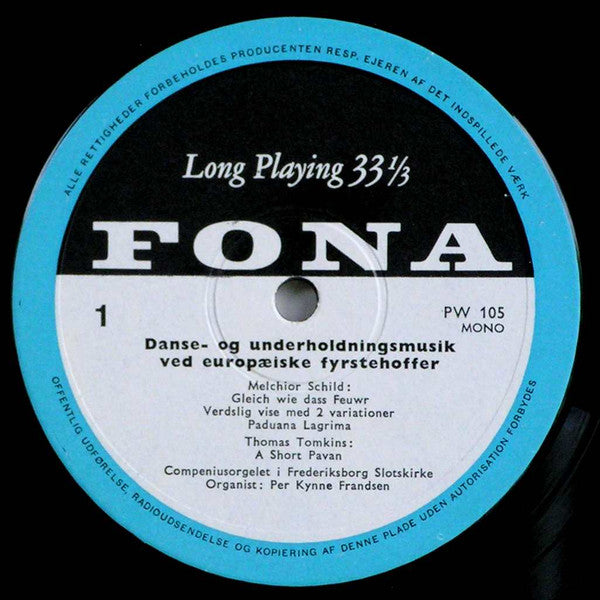 ALLE RETTIGHEDER FORBEHOLDES PRODUCENTEN RESP. EJEREN AF DET INDSPILLEDE VÆRK
Long Playing 33 1/3
FONA
1
PW 105
MONO
Danse- og underholdningsmusik
ved europæiske fyrstehoffer
Melchior Schild:
Gleich wie dass Feuwr
Verdslig vise med 2 variationer
Paduana Lagrima
Thomas Tomkins:
A Short Pavan
Compeniusorgelet i Frederiksborg Slotskirke
Organist: Per Kynne Frandsen
OFFENTLIG UDFØRELSE, RADIOUDSENDELSE OG KOPIERING AF DENNE PLADE UDEN AUTORISATION FORBYDES